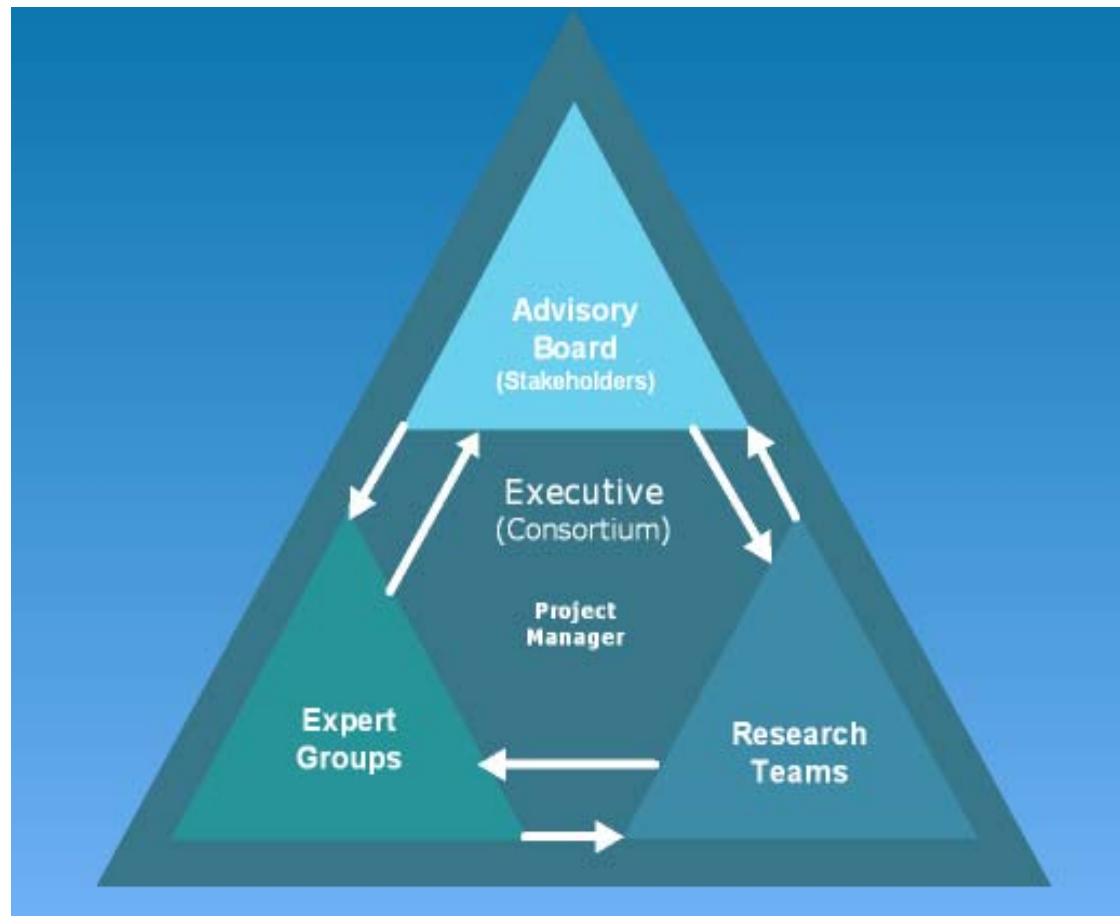 Advisory
Board
(Stakeholders)
Executive
(Consortium)
Project
Manager
Expert
Groups
Research
Teams